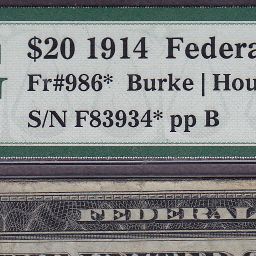 $20 1914 Federa
Fr#986* Burke | Hou
S/N F83934* pp B
FEDERAL